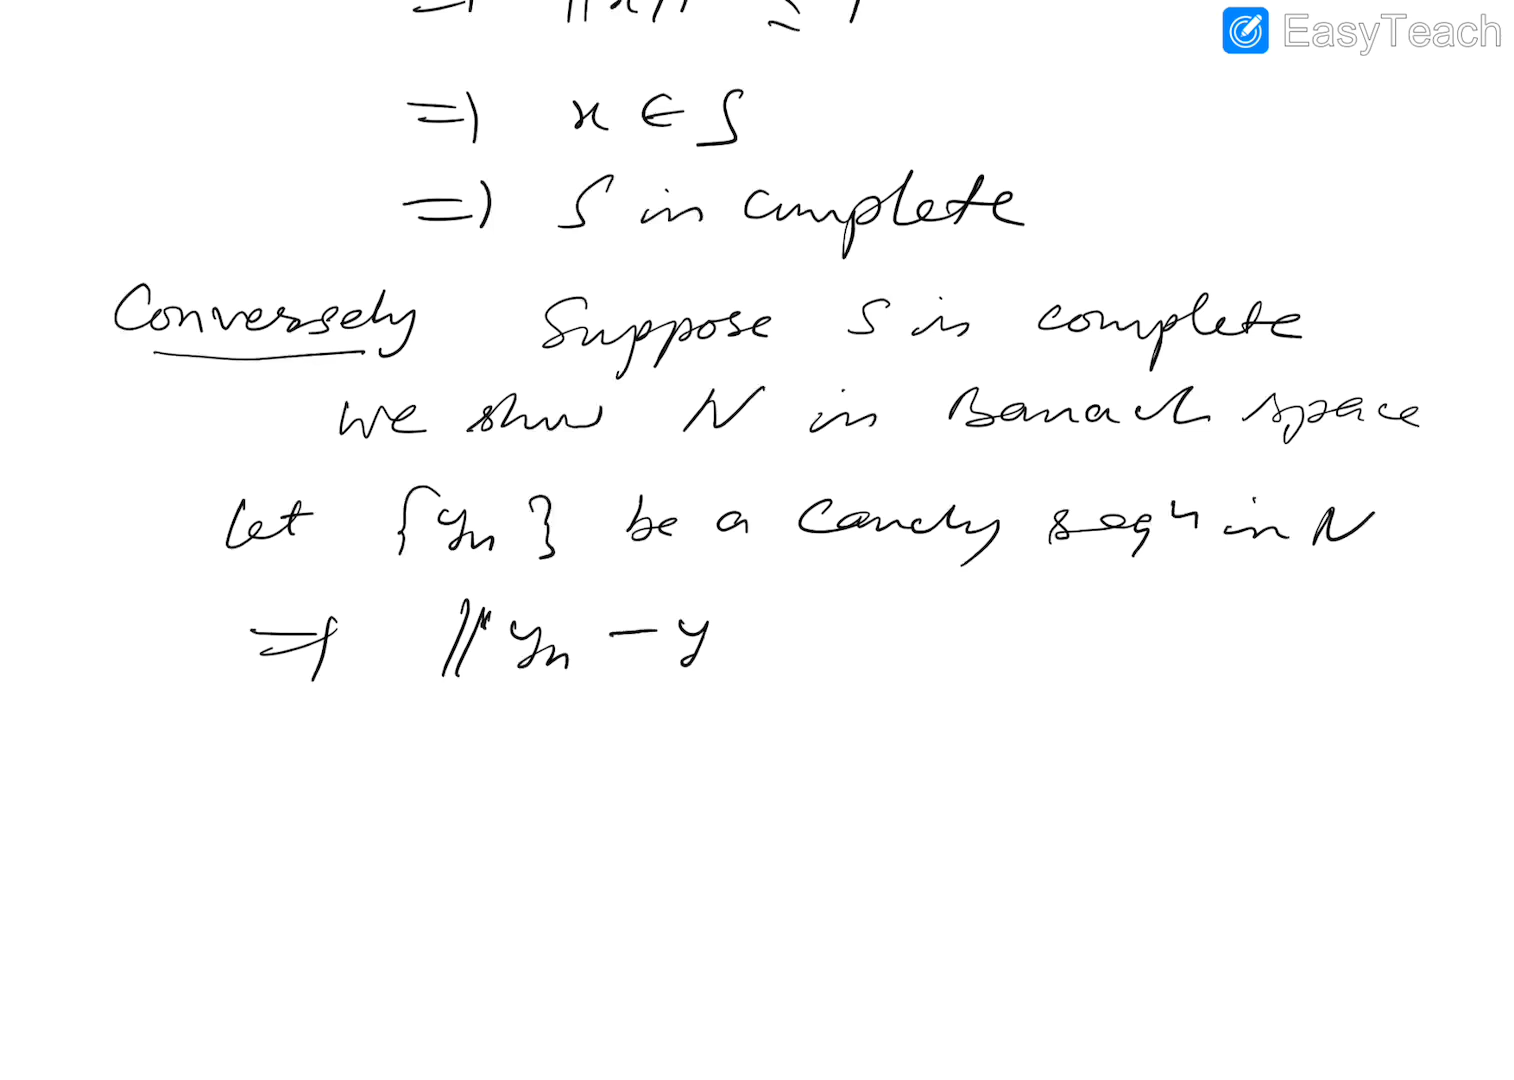 EasyTeach
⇒ x ∈ S
⇒ S is complete
Conversely Suppose S is complete
we show N is Banach space
Let {yn} be a Cauchy seqn in N
⇒ ||yn - y